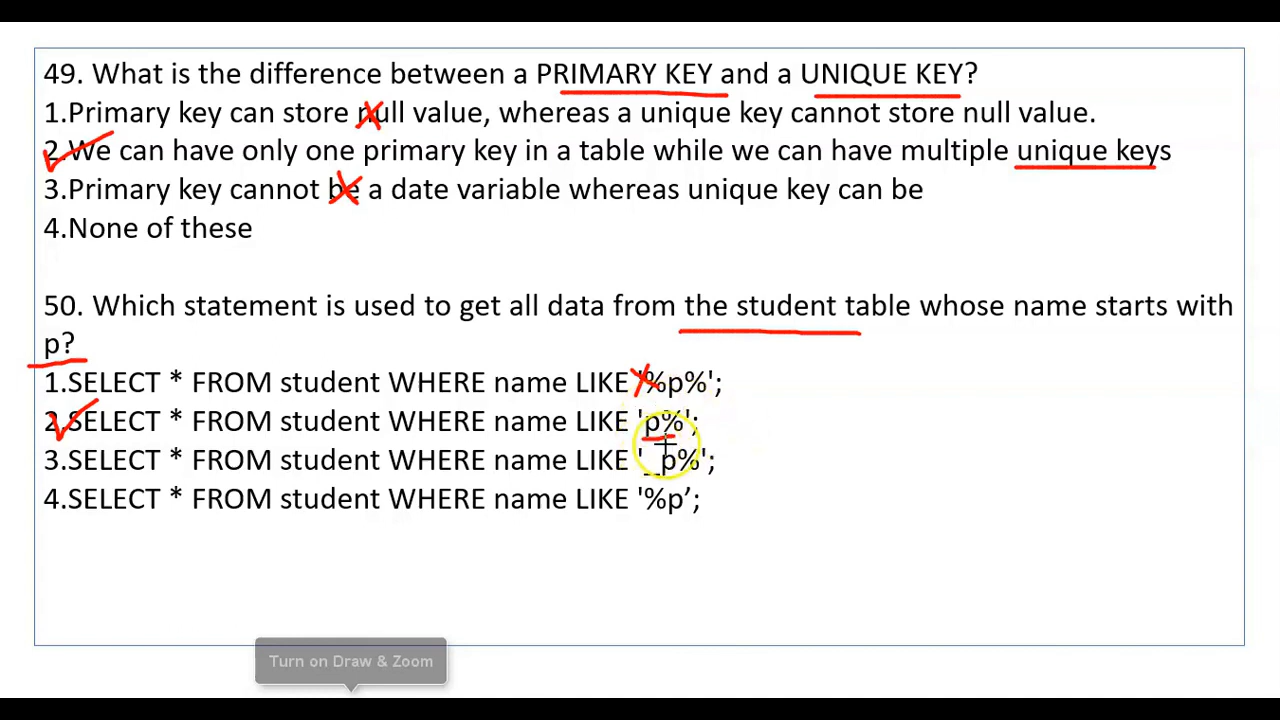 49. What is the difference between a PRIMARY KEY and a UNIQUE KEY?
1.Primary key can store null value, whereas a unique key cannot store null value.
2.We can have only one primary key in a table while we can have multiple unique keys
3.Primary key cannot be a date variable whereas unique key can be
4.None of these
50. Which statement is used to get all data from the student table whose name starts with
p?
1.SELECT * FROM student WHERE name LIKE '%p%';
2.SELECT * FROM student WHERE name LIKE 'p%';
3.SELECT * FROM student WHERE name LIKE '_p%';
4.SELECT * FROM student WHERE name LIKE '%p’;
Turn on Draw & Zoom